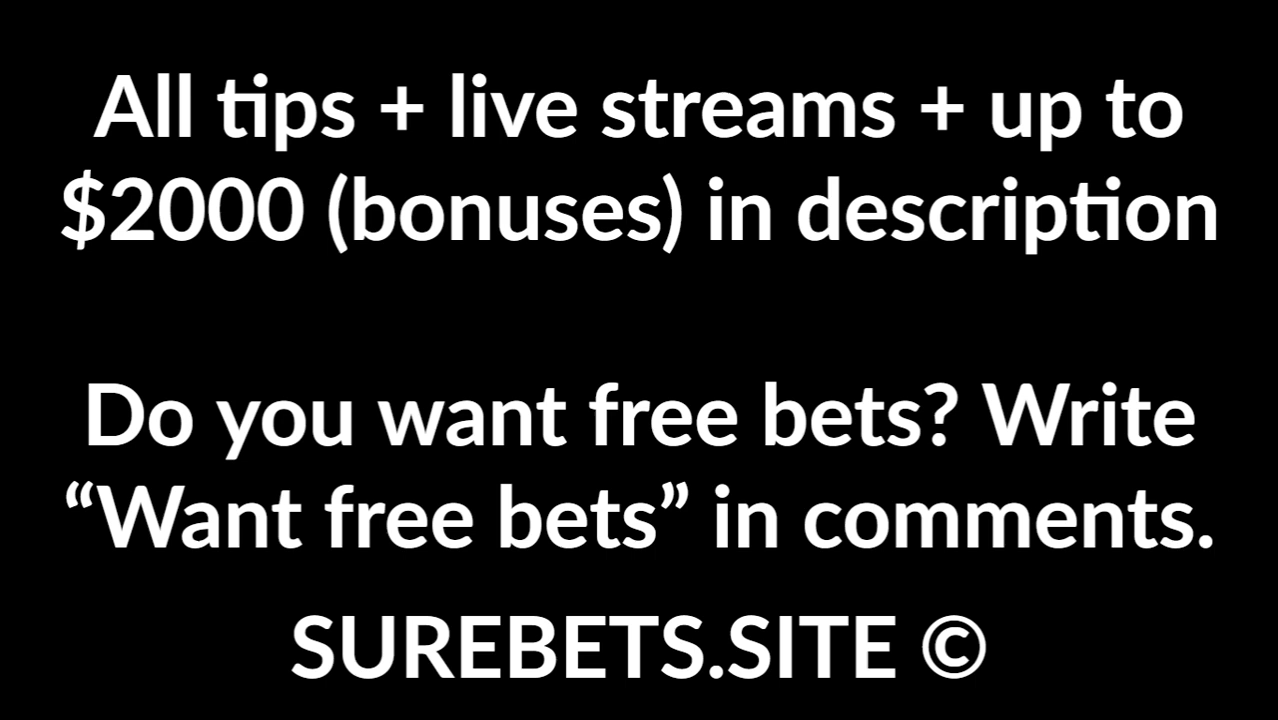 All tips + live streams + up to
$2000 (bonuses) in description
Do you want free bets? Write
“Want free bets” in comments.
SUREBETS.SITE ©